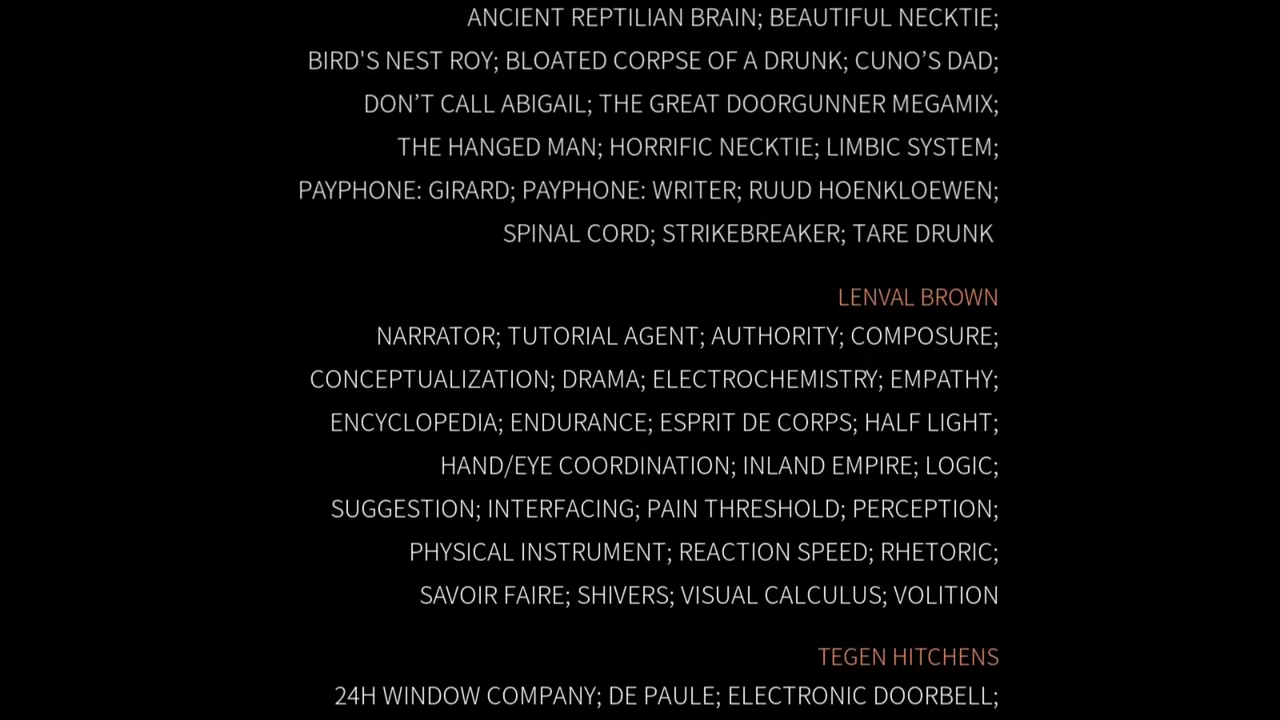 ANCIENT REPTILIAN BRAIN; BEAUTIFUL NECKTIE;
BIRD'S NEST ROY; BLOATED CORPSE OF A DRUNK; CUNO’S DAD;
DON’T CALL ABIGAIL; THE GREAT DOORGUNNER MEGAMIX;
THE HANGED MAN; HORRIFIC NECKTIE; LIMBIC SYSTEM;
PAYPHONE: GIRARD; PAYPHONE: WRITER; RUUD HOENKLOEWEN;
SPINAL CORD; STRIKEBREAKER; TARE DRUNK
LENVAL BROWN
NARRATOR; TUTORIAL AGENT; AUTHORITY; COMPOSURE;
CONCEPTUALIZATION; DRAMA; ELECTROCHEMISTRY; EMPATHY;
ENCYCLOPEDIA; ENDURANCE; ESPRIT DE CORPS; HALF LIGHT;
HAND/EYE COORDINATION; INLAND EMPIRE; LOGIC;
SUGGESTION; INTERFACING; PAIN THRESHOLD; PERCEPTION;
PHYSICAL INSTRUMENT; REACTION SPEED; RHETORIC;
SAVOIR FAIRE; SHIVERS; VISUAL CALCULUS; VOLITION
TEGEN HITCHENS
24H WINDOW COMPANY; DE PAULE; ELECTRONIC DOORBELL;